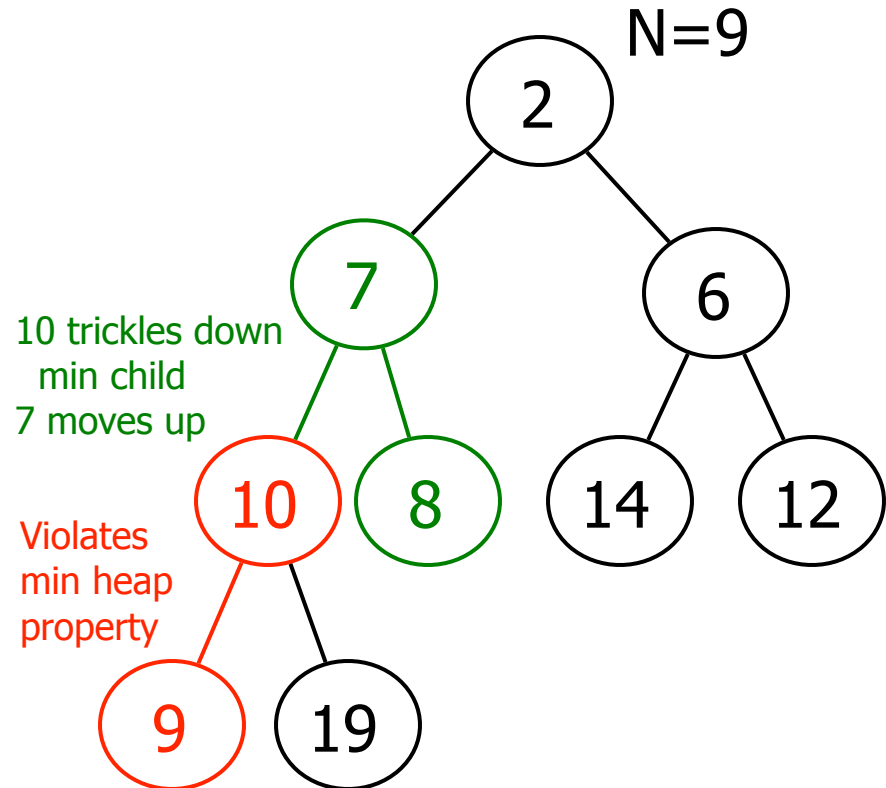 N=9
2
7
6
10 trickles down
min child
7 moves up
10
8
14
12
Violates
min heap
property
9
19